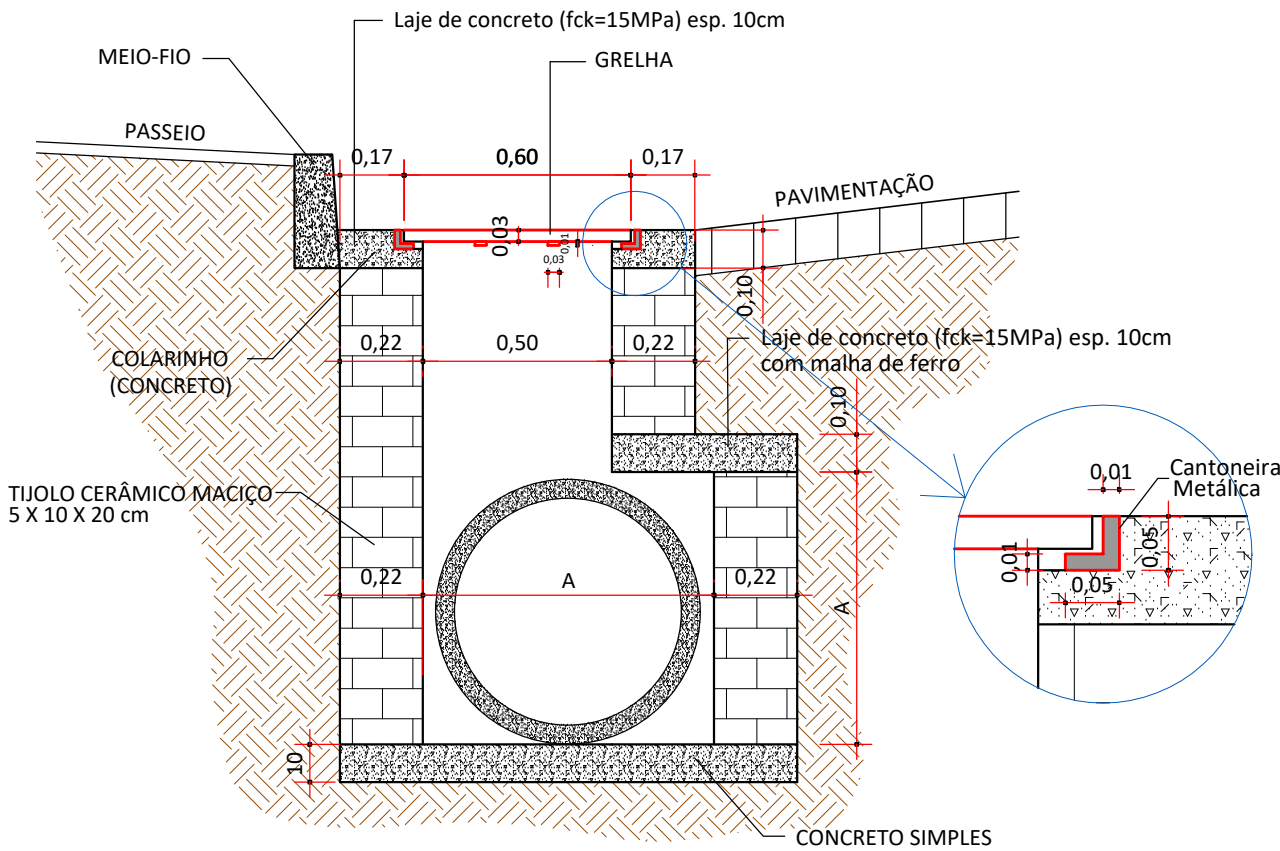 Laje de concreto (fck=15MPa) esp. 10cm
MEIO-FIO
GRELHA
PASSEIO
0,17
0,60
0,17
PAVIMENTAÇÃO
0,03
0,01
0,03
0,10
COLARINHO
(CONCRETO)
0,22
0,50
0,22
Laje de concreto (fck=15MPa) esp. 10cm
com malha de ferro
0,10
TIJOLO CERÂMICO MACIÇO
5 X 10 X 20 cm
0,01
Cantoneira
Metálica
0,01
0,05
0,05
0,22
A
0,22
A
10
CONCRETO SIMPLES